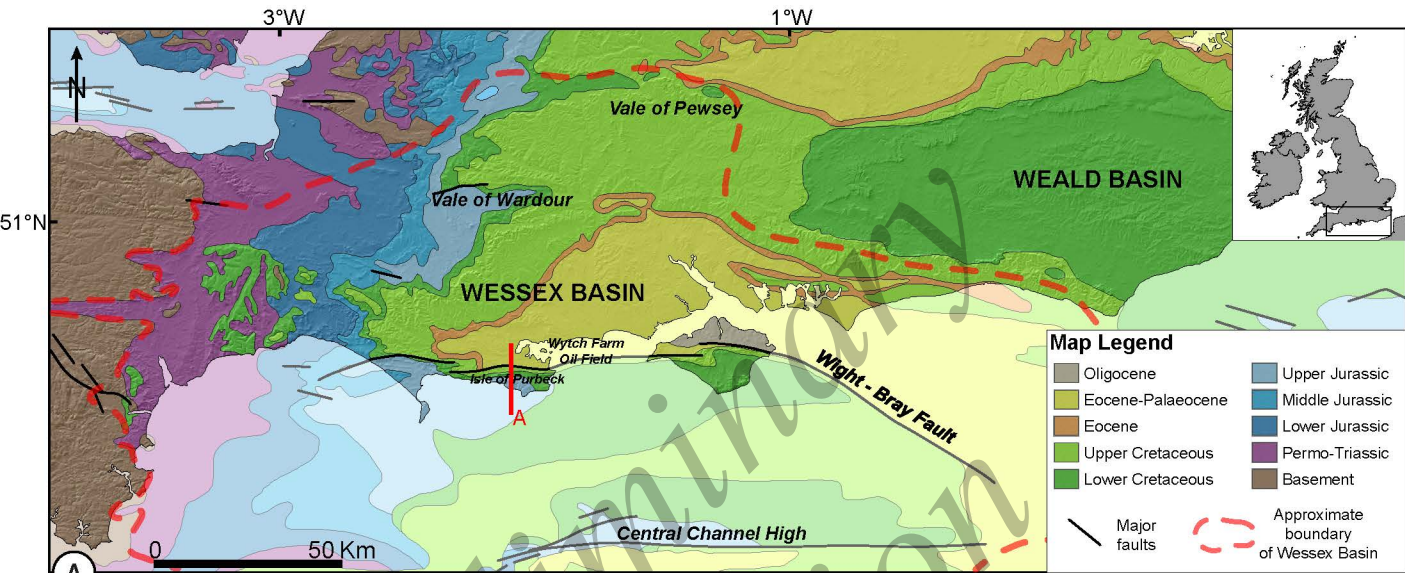 3°W
1°W
N
Vale of Pewsey
WEALD BASIN
Vale of Wardour
51°N
WESSEX BASIN
Wytch Farm
Oil Field
Isle of Purbeck
A
Wight - Bray Fault
Central Channel High
0
50 Km
A
Map Legend
Oligocene
Eocene-Palaeocene
Eocene
Upper Cretaceous
Lower Cretaceous
Upper Jurassic
Middle Jurassic
Lower Jurassic
Permo-Triassic
Basement
Major
faults
Approximate
boundary
of Wessex Basin